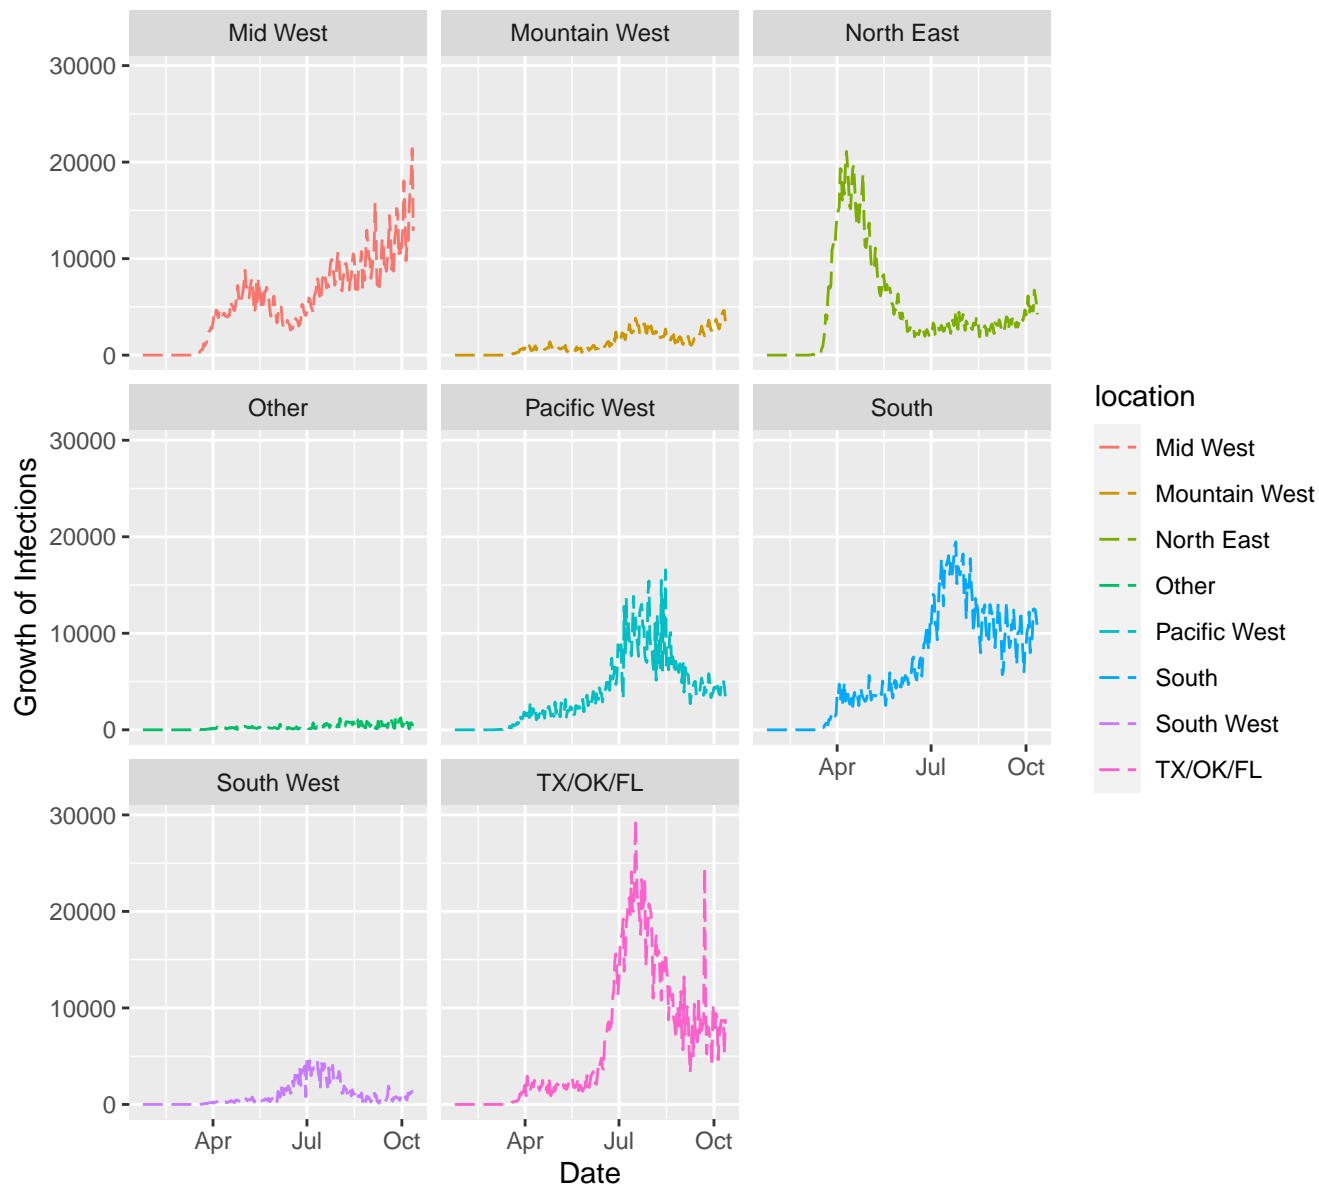 Mid West
Mountain West
North East
30000
20000
10000
0
Other
Pacific West
South
30000
20000
10000
0
Apr
Jul
Oct
South West
TX/OK/FL
30000
20000
10000
0
Apr
Jul
Oct
Apr
Jul
Oct
Date
Growth of Infections
location
Mid West
Mountain West
North East
Other
Pacific West
South
South West
TX/OK/FL